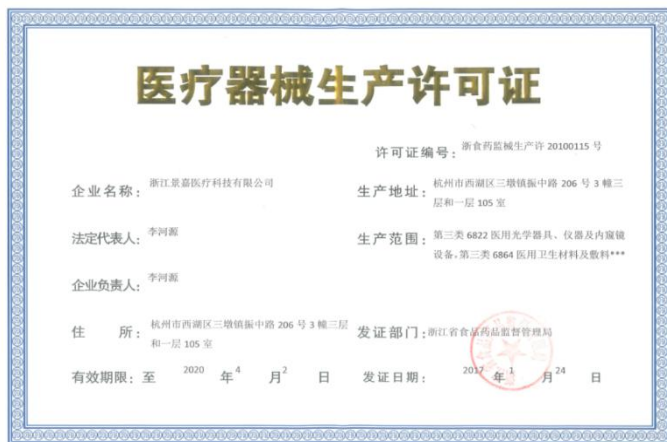 医疗器械生产许可证
许可证编号：浙食药监械生产许 20100115 号
企业名称：浙江景嘉医疗科技有限公司
生产地址：杭州市西湖区三墩镇振中路 206 号 3 幢三
层和一层 105 室
法定代表人：李河源
生产范围：第三类 6822 医用光学器具、仪器及内窥镜
设备,第三类 6864 医用卫生材料及敷料***
企业负责人：李河源
住 所：杭州市西湖区三墩镇振中路 206 号 3 幢三层
和一层 105 室
发证部门：浙江省食品药品监督管理局
有效期限：至 2020 年 4 月 2 日
发证日期：2017 年 1 月 24 日